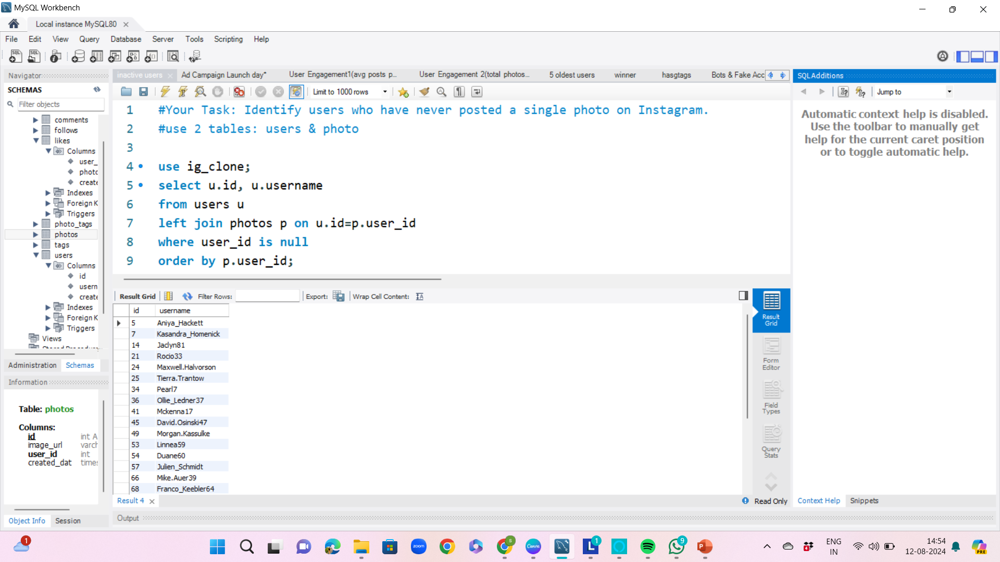 MySQL Workbench
Local instance MySQL80
File Edit View Query Database Server Tools Scripting Help
Navigator
SCHEMAS
Filter objects
comments
follows
likes
Columns
user_
photo
create
Indexes
Foreign K
Triggers
photo_tags
photos
tags
users
Columns
id
usern
create
Indexes
Foreign K
Triggers
Views
Administration Schemas
Information
Table: photos
Columns:
id int A
image_url varch
user_id int
created_dat times
Object Info Session
inactive users Ad Campaign Launch day* User Engagement1(avg posts p... User Engagement 2(total photos... 5 oldest users winner hasgtags Bots & Fake Acc
Limit to 1000 rows
1 #Your Task: Identify users who have never posted a single photo on Instagram.
2 #use 2 tables: users & photo
3
4 use ig_clone;
5 select u.id, u.username
6 from users u
7 left join photos p on u.id=p.user_id
8 where user_id is null
9 order by p.user_id;
Result Grid Filter Rows: Export: Wrap Cell Content:
id username
5 Aniya_Hackett
7 Kasandra_Homenick
14 Jaclyn81
21 Rocio33
24 Maxwell.Halvorson
25 Tierra.Trantow
34 Pearl7
36 Ollie_Ledner37
41 Mckenna17
45 David.Osinski47
49 Morgan.Kassulke
53 Linnea59
54 Duane60
57 Julien_Schmidt
66 Mike.Auer39
68 Franco_Keebler64
Result Grid
Form Editor
Field Types
Query Stats
Result 4
Read Only
Output
SQLAdditions
Jump to
Automatic context help is disabled.
Use the toolbar to manually get
help for the current caret position
or to toggle automatic help.
Context Help Snippets
1
zoom
S
Canva
L
1
9
P
4
ENG
IN
14:54
12-08-2024
PRE